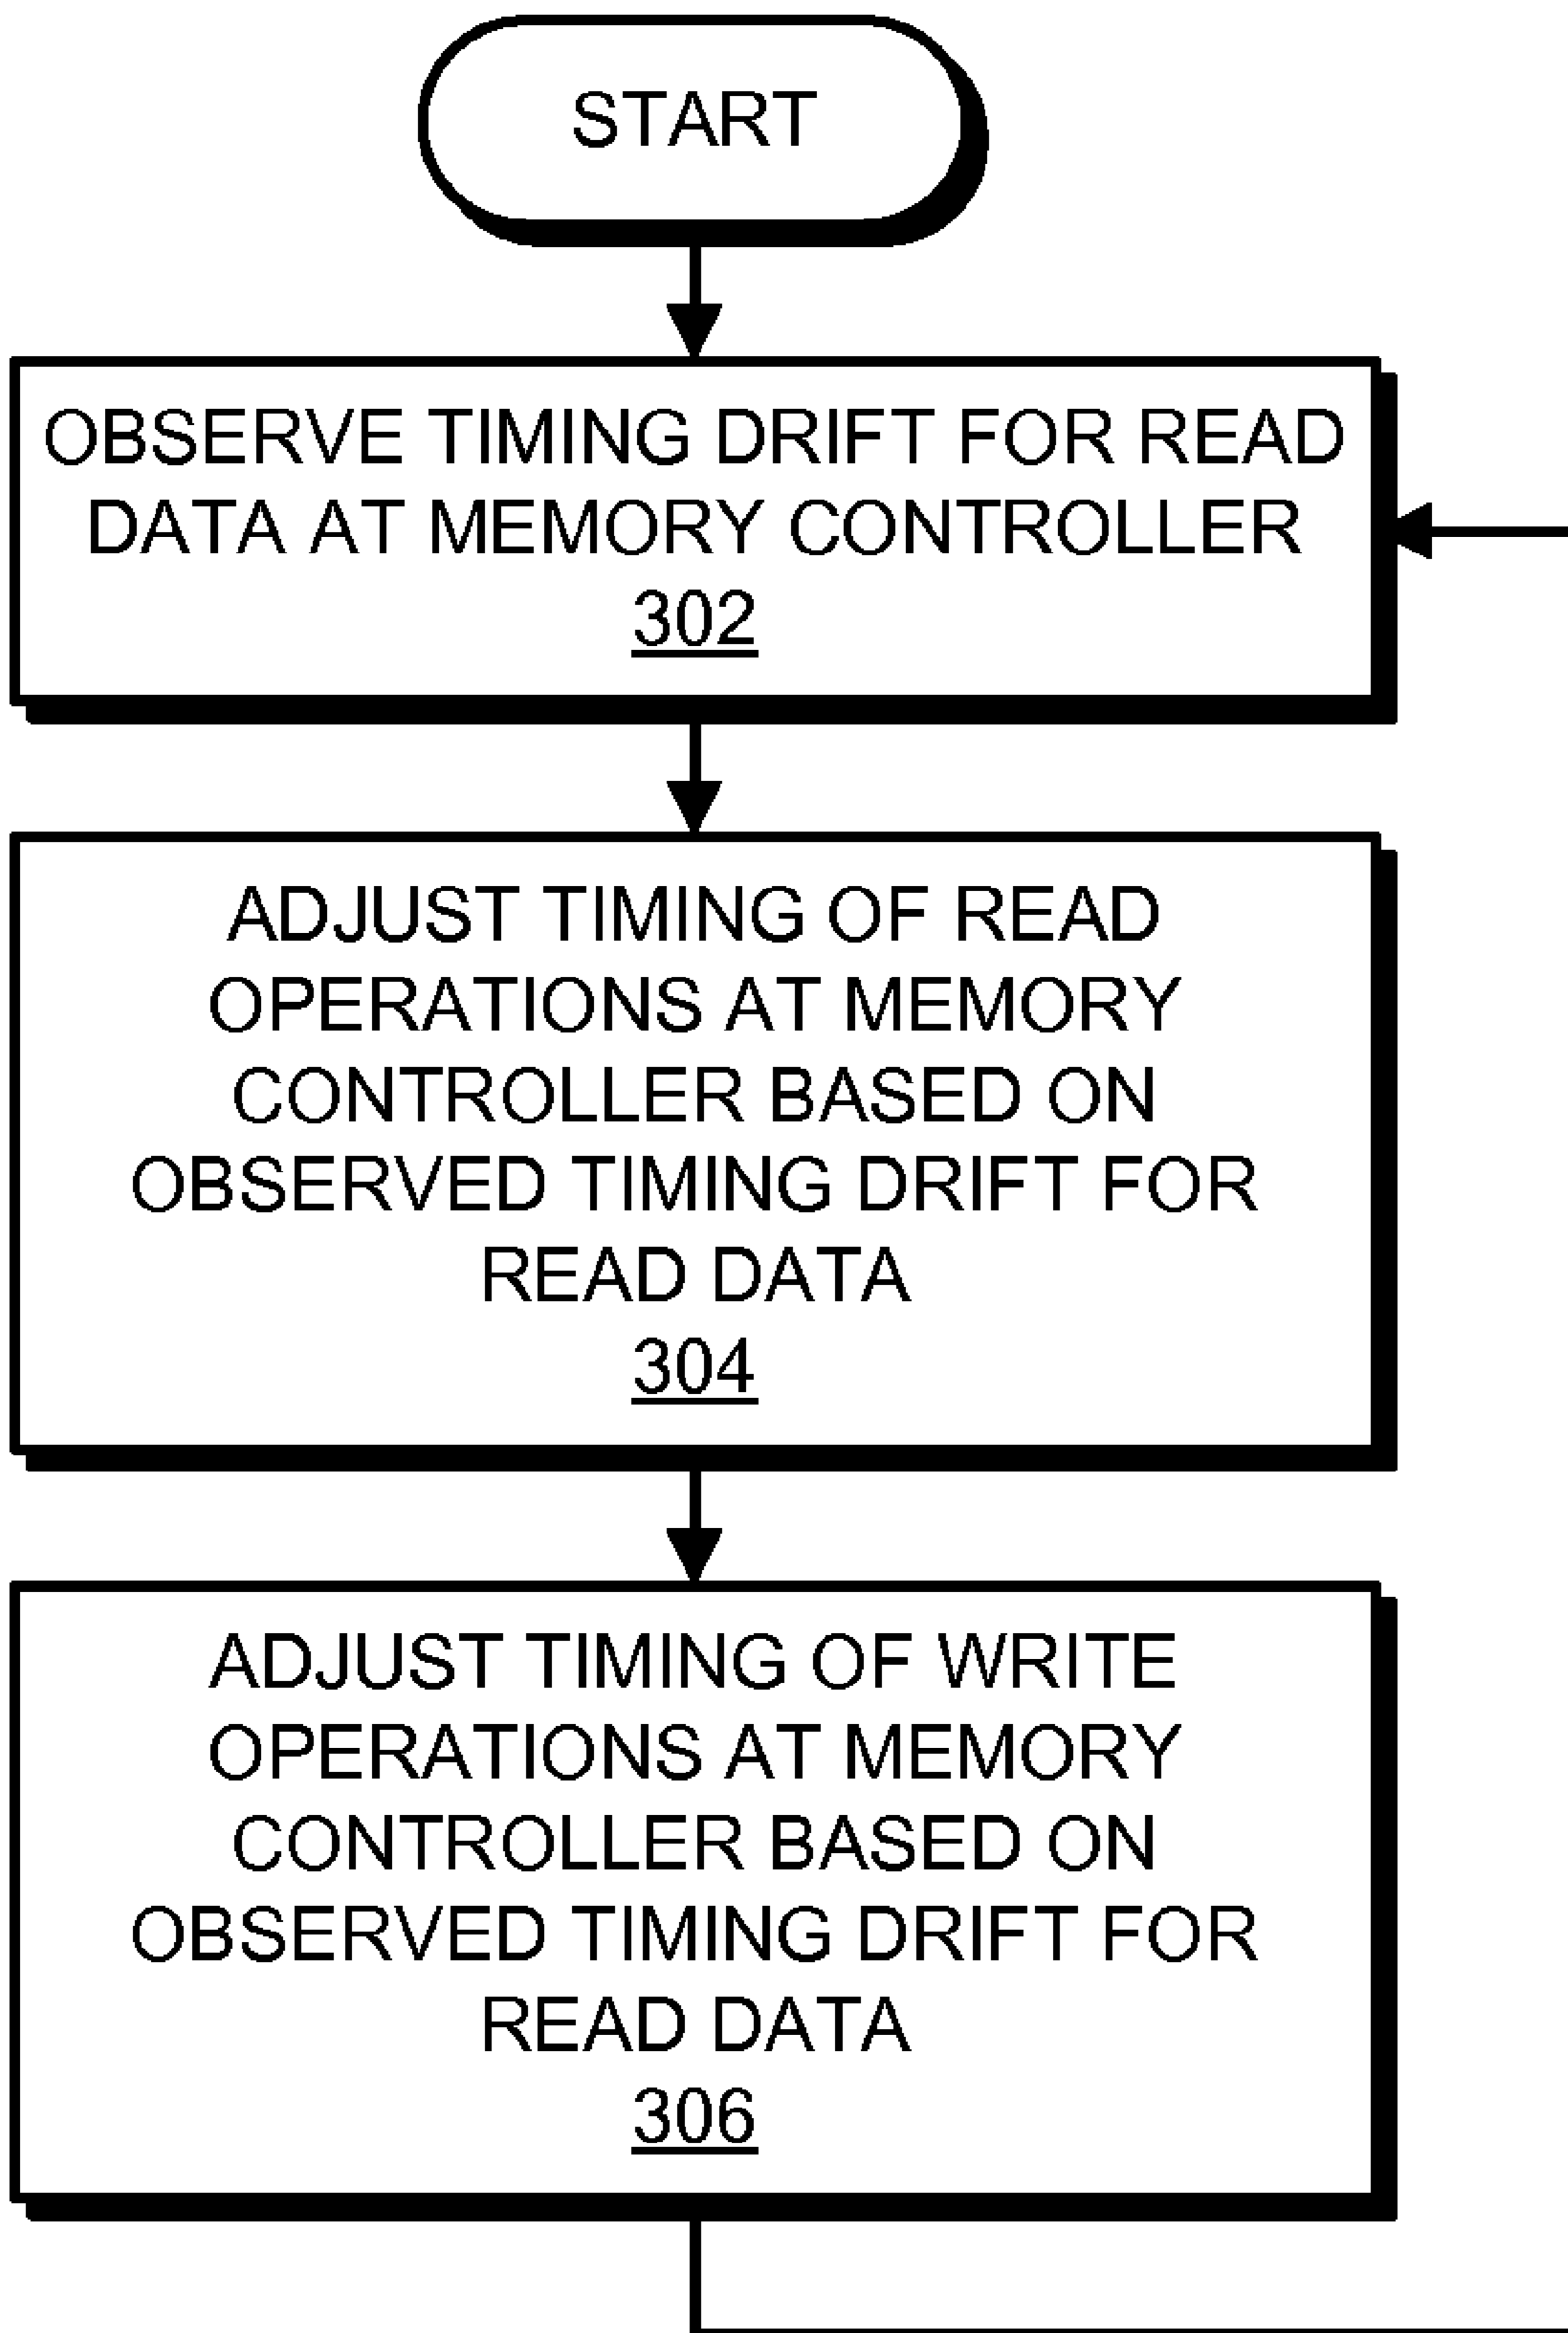 START
OBSERVE TIMING DRIFT FOR READ
DATA AT MEMORY CONTROLLER
302
ADJUST TIMING OF READ
OPERATIONS AT MEMORY
CONTROLLER BASED ON
OBSERVED TIMING DRIFT FOR
READ DATA
304
ADJUST TIMING OF WRITE
OPERATIONS AT MEMORY
CONTROLLER BASED ON
OBSERVED TIMING DRIFT FOR
READ DATA
306